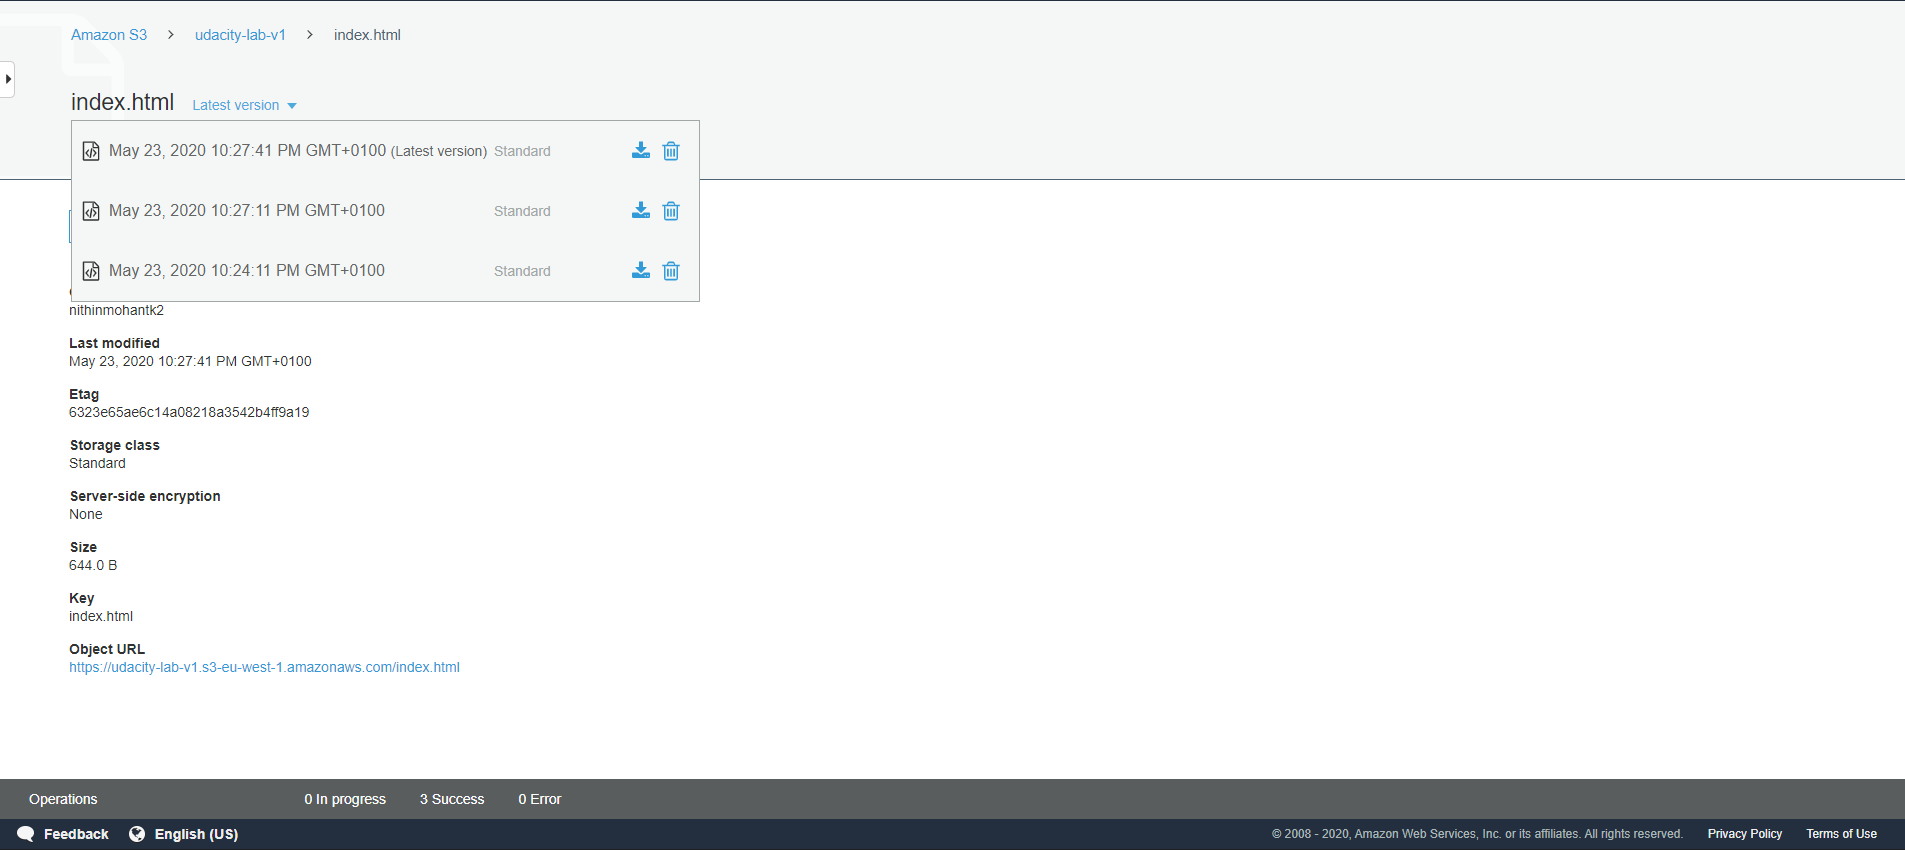 Amazon S3 > udacity-lab-v1 > index.html
index.html Latest version
May 23, 2020 10:27:41 PM GMT+0100 (Latest version) Standard
May 23, 2020 10:27:11 PM GMT+0100 Standard
May 23, 2020 10:24:11 PM GMT+0100 Standard
nithinmohantk2
Last modified
May 23, 2020 10:27:41 PM GMT+0100
Etag
6323e65ae6c14a08218a3542b4ff9a19
Storage class
Standard
Server-side encryption
None
Size
644.0 B
Key
index.html
Object URL
https://udacity-lab-v1.s3-eu-west-1.amazonaws.com/index.html
Operations 0 In progress 3 Success 0 Error
Feedback English (US) © 2008 - 2020, Amazon Web Services, Inc. or its affiliates. All rights reserved. Privacy Policy Terms of Use